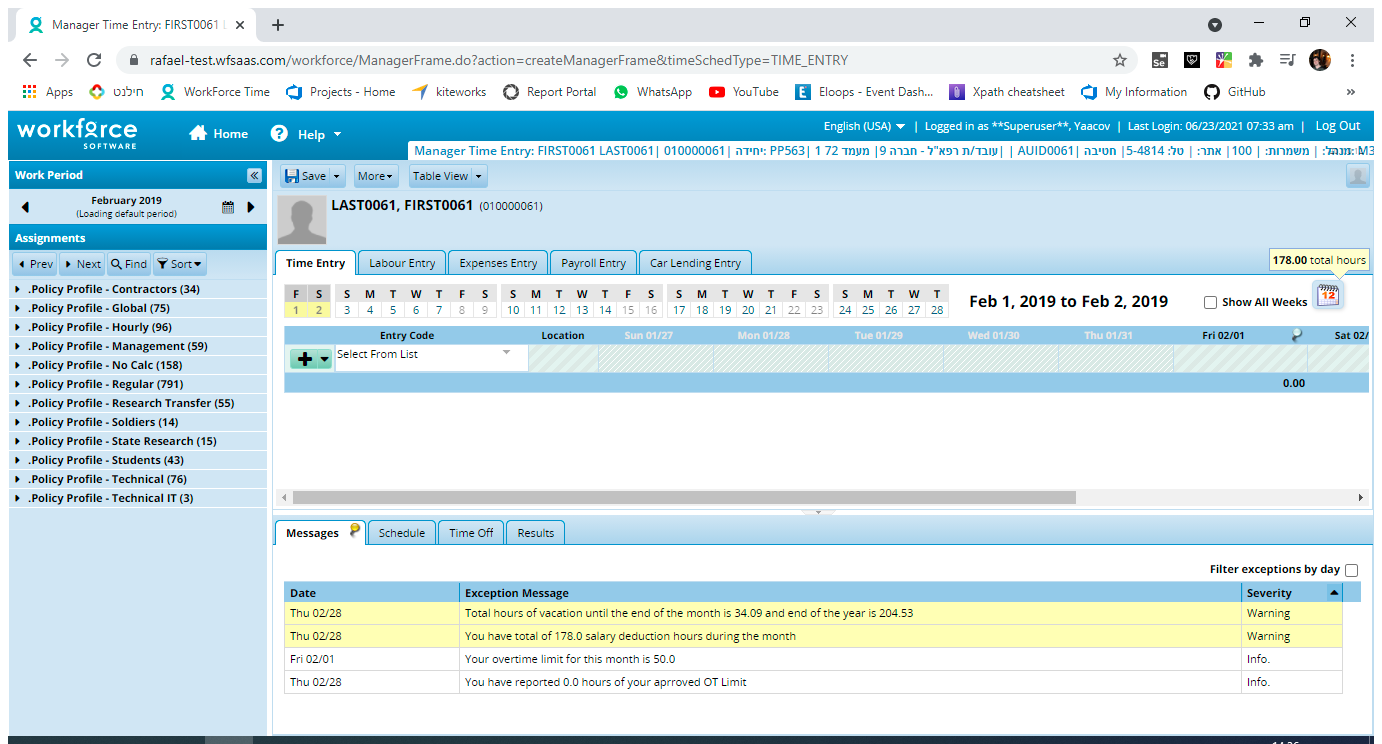 Manager Time Entry: FIRST0061 L
rafael-test.wfsaas.com/workforce/ManagerFrame.do?action=createManagerFrame&timeSchedType=TIME_ENTRY
Apps חילנט WorkForce Time Projects - Home kiteworks Report Portal WhatsApp YouTube Eloops - Event Dash... Xpath cheatsheet My Information GitHub »
workforce SOFTWARE
Home Help
English (USA) | Logged in as **Superuser**, Yaacov | Last Login: 06/23/2021 07:33 am | Log Out
Manager Time Entry: FIRST0061 LAST0061| 010000061| יחידה: PP563| 1 72 מעמד |9 עובד/ת רפא"ל - חברה| | AUID0061| חטיבה |5-4814 :טל |אתר: |100 :משמרות |
Work Period
February 2019
(Loading default period)
Assignments
Prev Next Find Sort
.Policy Profile - Contractors (34)
.Policy Profile - Global (75)
.Policy Profile - Hourly (96)
.Policy Profile - Management (59)
.Policy Profile - No Calc (158)
.Policy Profile - Regular (791)
.Policy Profile - Research Transfer (55)
.Policy Profile - Soldiers (14)
.Policy Profile - State Research (15)
.Policy Profile - Students (43)
.Policy Profile - Technical (76)
.Policy Profile - Technical IT (3)
Save More Table View
LAST0061, FIRST0061 (010000061)
Time Entry Labour Entry Expenses Entry Payroll Entry Car Lending Entry
178.00 total hours
F S S M T W T F S S M T W T F S S M T W T F S S M T W T
1 2 3 4 5 6 7 8 9 10 11 12 13 14 15 16 17 18 19 20 21 22 23 24 25 26 27 28
Feb 1, 2019 to Feb 2, 2019
Show All Weeks
12
Entry Code Location Sun 01/27 Mon 01/28 Tue 01/29 Wed 01/30 Thu 01/31 Fri 02/01 Sat 02/
Select From List
0.00
Messages Schedule Time Off Results
Filter exceptions by day
Date Exception Message Severity
Thu 02/28 Total hours of vacation until the end of the month is 34.09 and end of the year is 204.53 Warning
Thu 02/28 You have total of 178.0 salary deduction hours during the month Warning
Fri 02/01 Your overtime limit for this month is 50.0 Info.
Thu 02/28 You have reported 0.0 hours of your aprroved OT Limit Info.